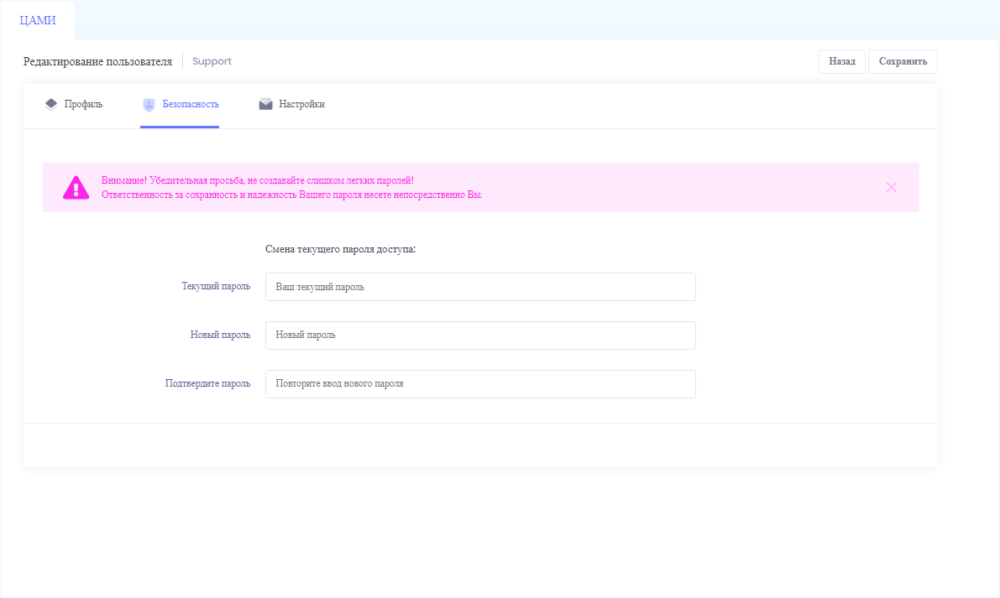 ЦАМИ
Редактирование пользователя Support Назад Сохранить
Профиль Безопасность Настройки
Внимание! Убедительная просьба, не создавайте слишком легких паролей!
Ответственность за сохранность и надежность Вашего пароля несете непосредственно Вы.
Смена текущего пароля доступа:
Текущий пароль Ваш текущий пароль
Новый пароль Новый пароль
Подтвердите пароль Повторите ввод нового пароля